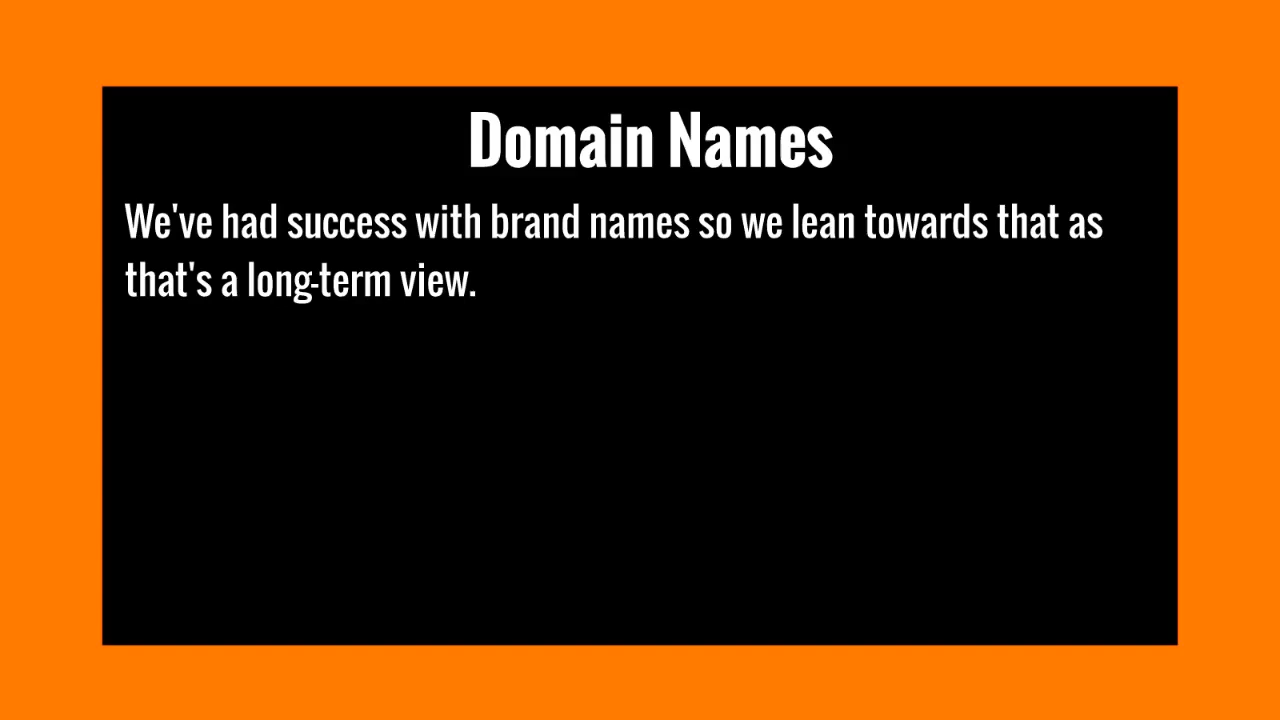 Domain Names
We've had success with brand names so we lean towards that as
that's a long-term view.